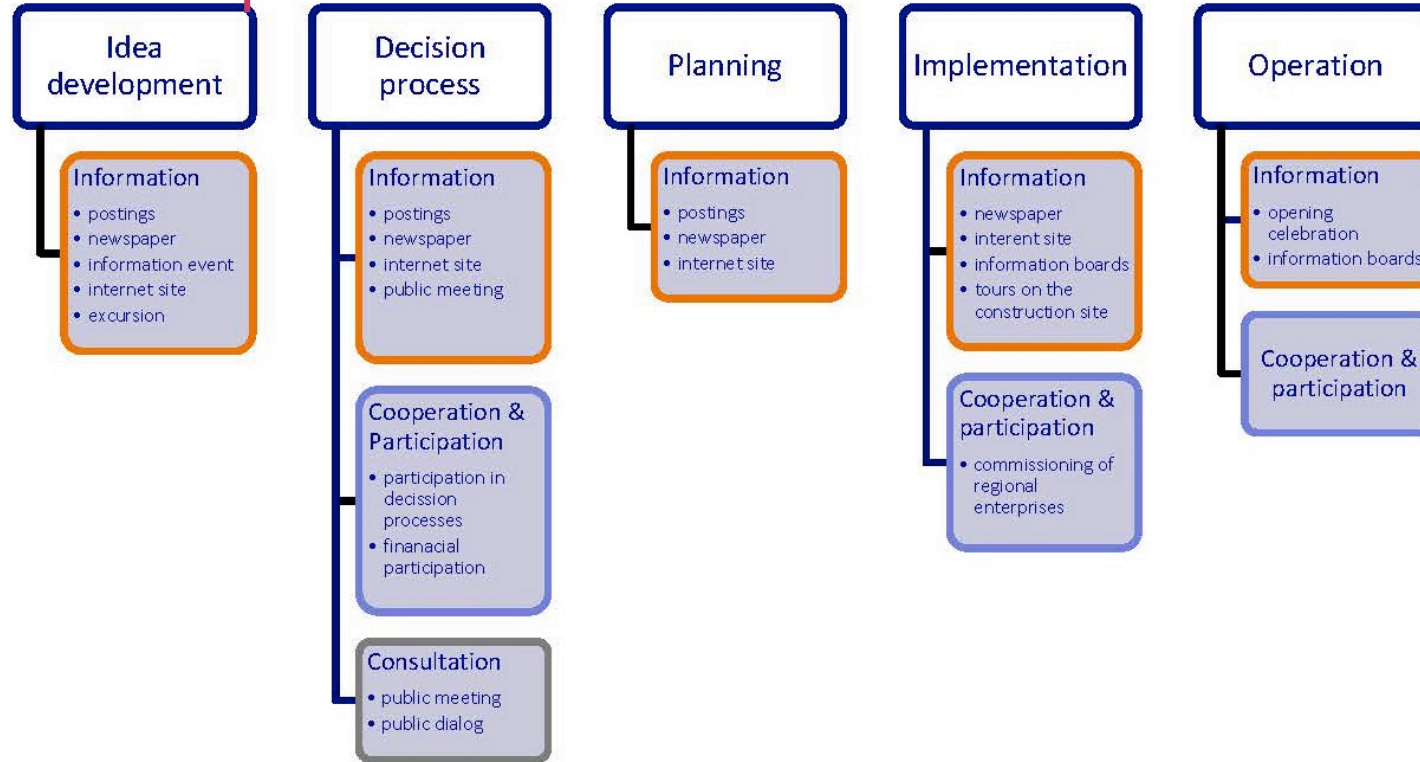 Idea
development
Information
• postings
• newspaper
• information event
• internet site
• excursion
Decision
process
Information
• postings
• newspaper
• internet site
• public meeting
Cooperation &
Participation
• participation in
decission
processes
• finanacial
participation
Consultation
• public meeting
• public dialog
Planning
Information
• postings
• newspaper
• internet site
Implementation
Information
• newspaper
• interent site
• information boards
• tours on the
construction site
Cooperation &
participation
• commissioning of
regional
enterprises
Operation
Information
• opening
celebration
• information boards
Cooperation &
participation